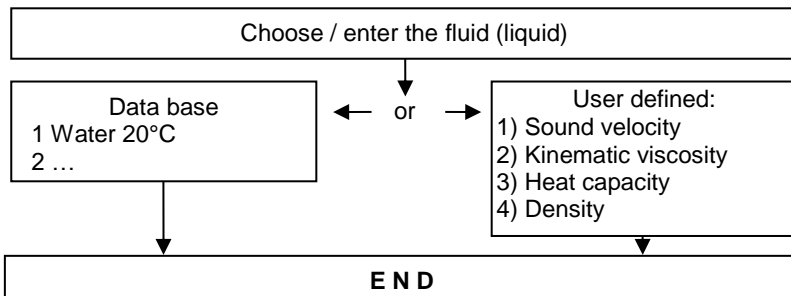 Choose / enter the fluid (liquid)
Data base
1 Water 20°C
2 …
or
User defined:
1) Sound velocity
2) Kinematic viscosity
3) Heat capacity
4) Density
E N D